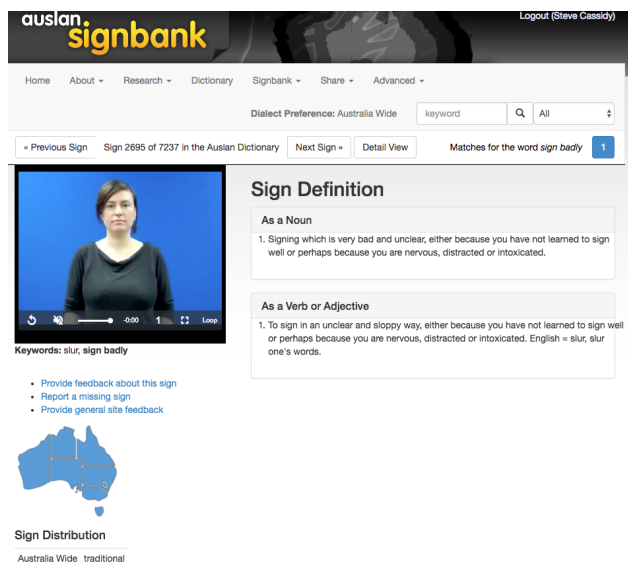 auslan
signbank
Logout (Steve Cassidy)
Home About Research Dictionary Signbank Share Advanced
Dialect Preference: Australia Wide keyword All
« Previous Sign Sign 2695 of 7237 in the Auslan Dictionary Next Sign » Detail View Matches for the word sign badly 1
Sign Definition
As a Noun
1. Signing which is very bad and unclear, either because you have not learned to sign
well or perhaps because you are nervous, distracted or intoxicated.
As a Verb or Adjective
1. To sign in an unclear and sloppy way, either because you have not learned to sign well
or perhaps because you are nervous, distracted or intoxicated. English = slur, slur
one's words.
-0:00 1 Loop
Keywords: slur, sign badly
• Provide feedback about this sign
• Report a missing sign
• Provide general site feedback
Sign Distribution
Australia Wide traditional